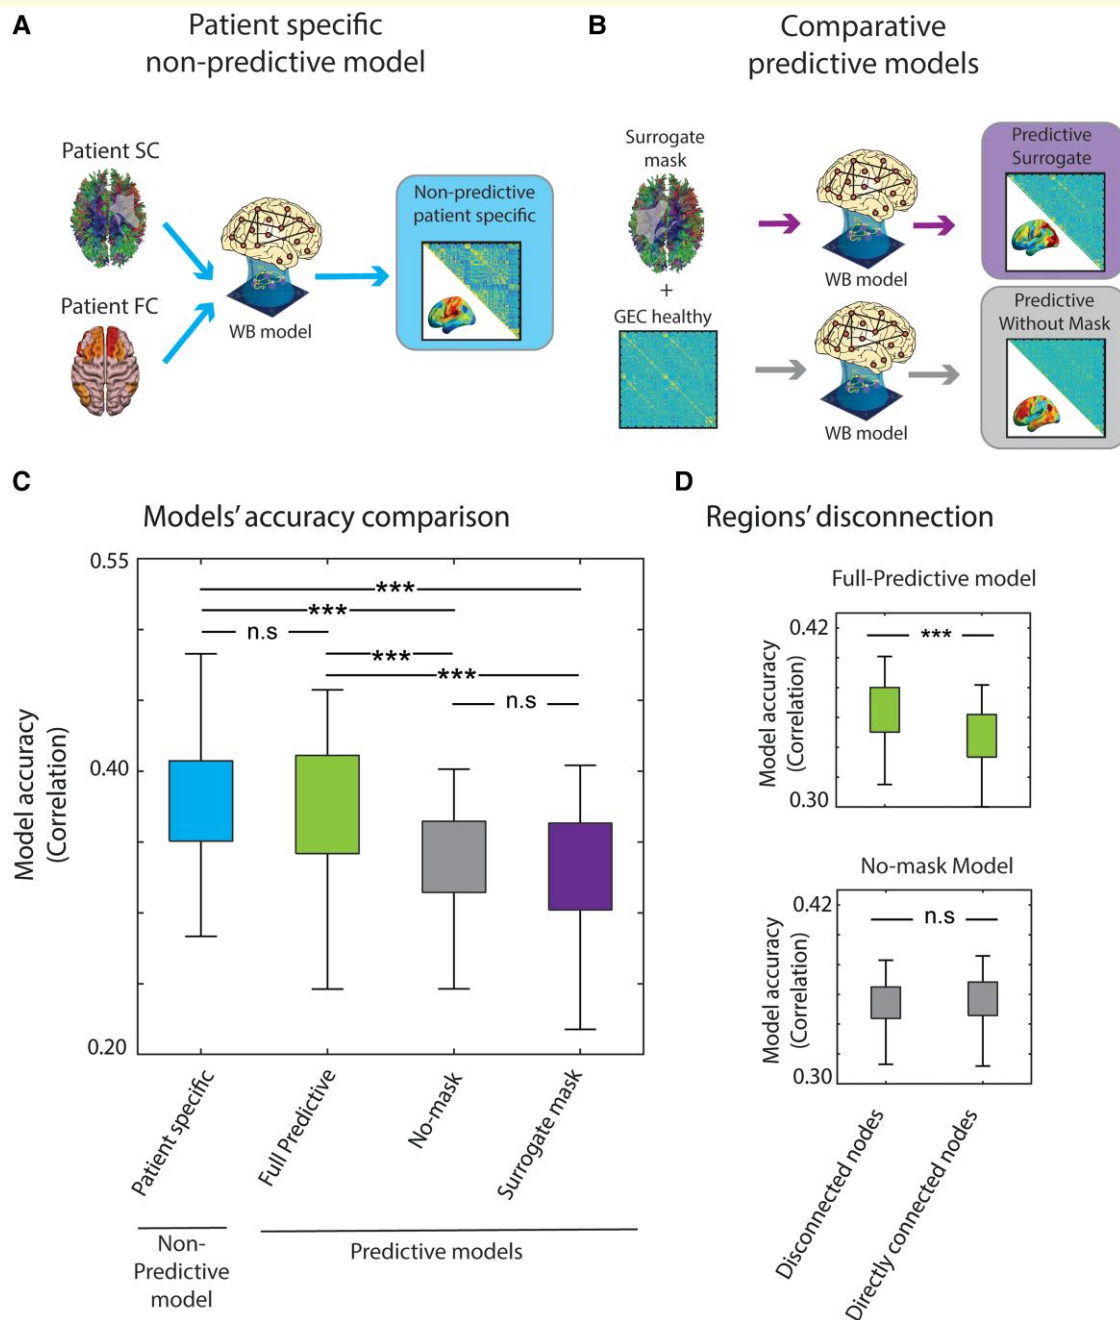 A
Patient specific
non-predictive model
Patient SC
Patient FC
WB model
Non-predictive
patient specific
B
Comparative
predictive models
Surrogate
mask
+
GEC healthy
WB model
Predictive
Surrogate
WB model
Predictive
Without Mask
C
Models' accuracy comparison
Model accuracy
(Correlation)
0.55
0.40
0.20
***
***
n.s
***
***
n.s
Patient specific
Full Predictive
No-mask
Surrogate mask
Non-
Predictive
model
Predictive models
D
Regions' disconnection
Full-Predictive model
Model accuracy
(Correlation)
0.42
0.30
***
No-mask Model
Model accuracy
(Correlation)
0.42
0.30
n.s
Disconnected nodes
Directly connected nodes